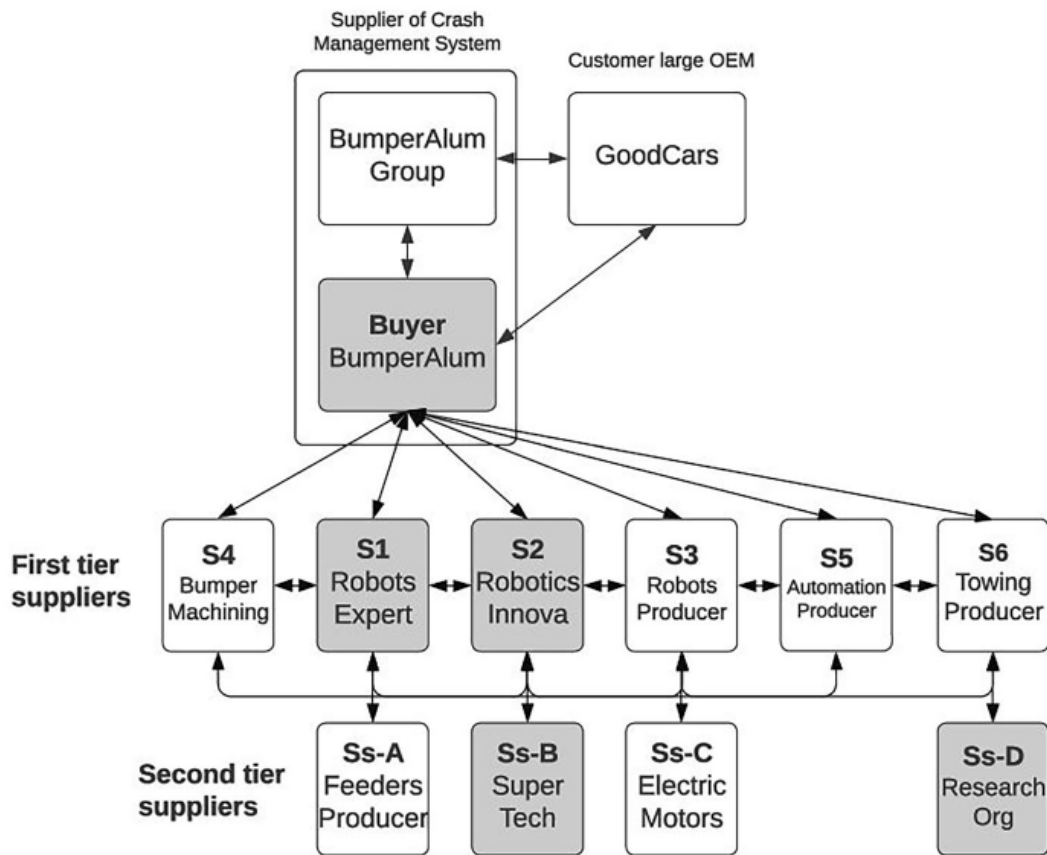 Supplier of Crash
Management System
Customer large OEM
BumperAlum
Group
GoodCars
Buyer
BumperAlum
First tier
suppliers
S4
Bumper
Machining
S1
Robots
Expert
S2
Robotics
Innova
S3
Robots
Producer
S5
Automation
Producer
S6
Towing
Producer
Second tier
suppliers
Ss-A
Feeders
Producer
Ss-B
Super
Tech
Ss-C
Electric
Motors
Ss-D
Research
Org